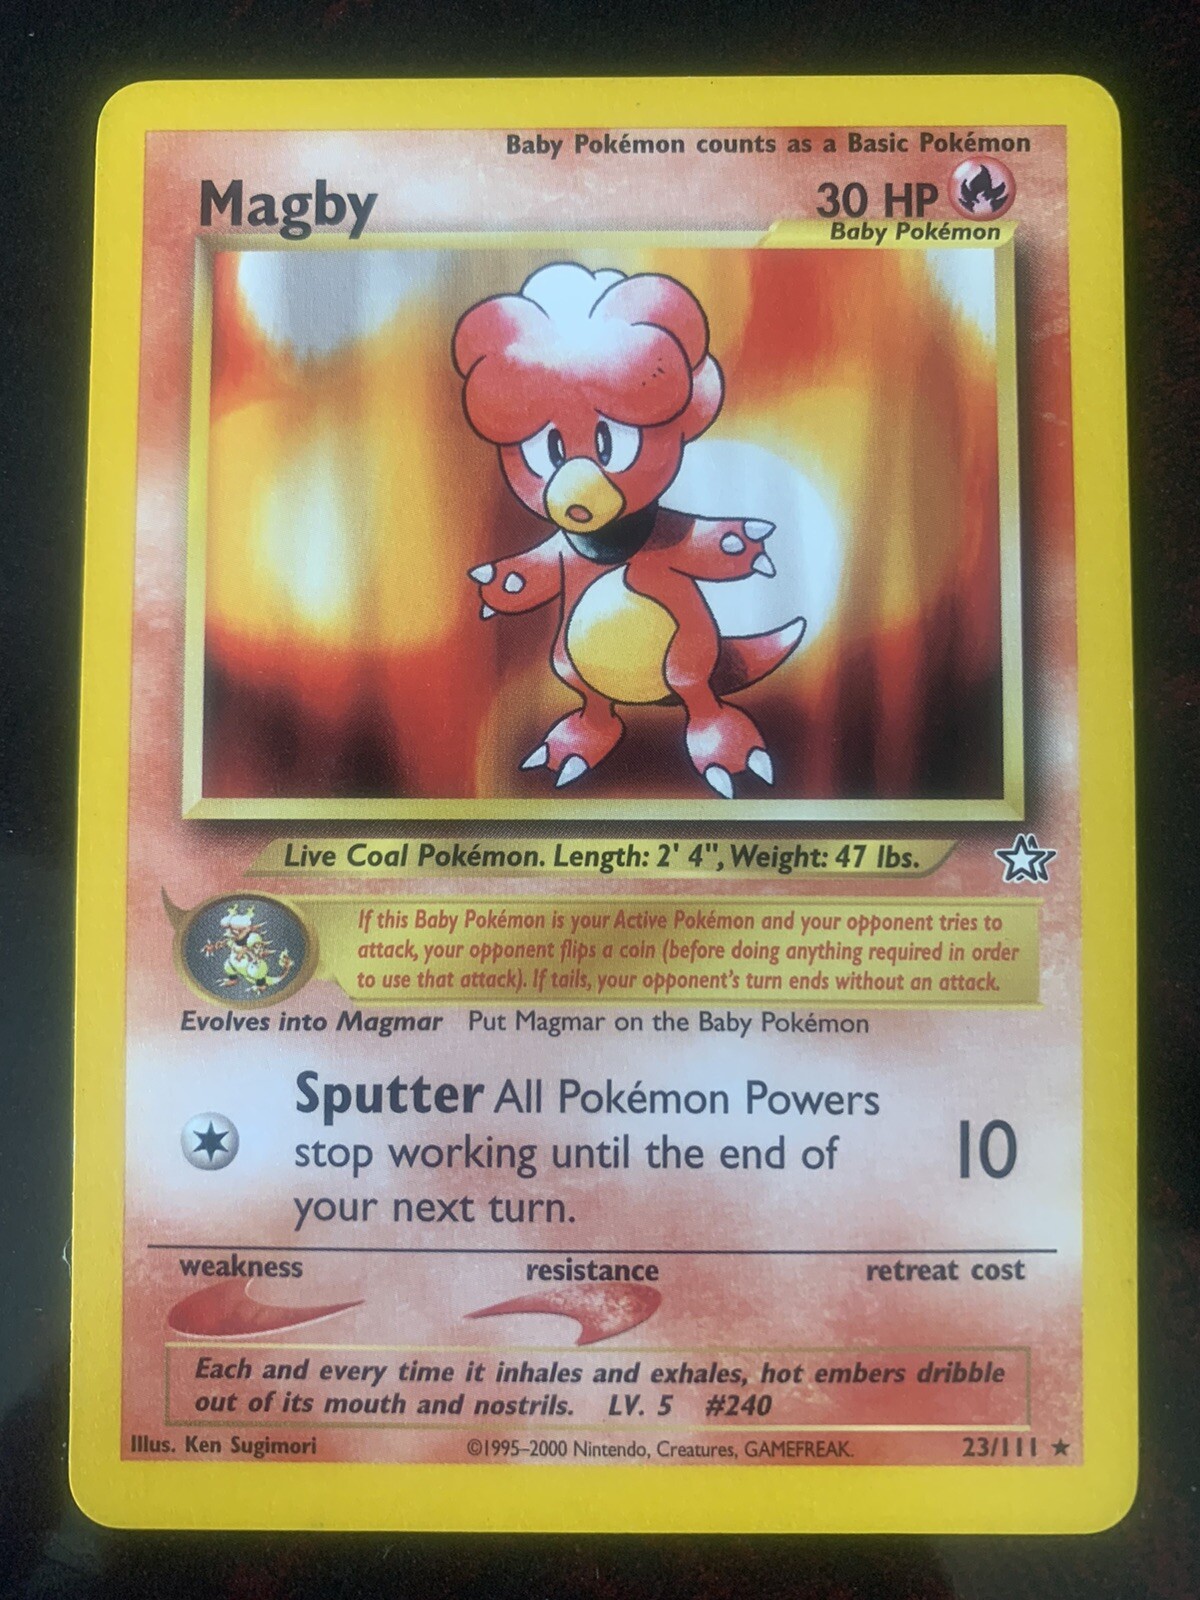 Baby Pokémon counts as a Basic Pokémon
Magby
30 HP
Baby Pokémon
Live Coal Pokémon. Length: 2' 4", Weight: 47 lbs.
If this Baby Pokémon is your Active Pokémon and your opponent tries to
attack, your opponent flips a coin (before doing anything required in order
to use that attack). If tails, your opponent's turn ends without an attack.
Evolves into Magmar Put Magmar on the Baby Pokémon
Sputter All Pokémon Powers
stop working until the end of
your next turn.
10
weakness resistance retreat cost
Each and every time it inhales and exhales, hot embers dribble
out of its mouth and nostrils. LV. 5 #240
Illus. Ken Sugimori ©1995–2000 Nintendo, Creatures, GAMEFREAK. 23/111 ★